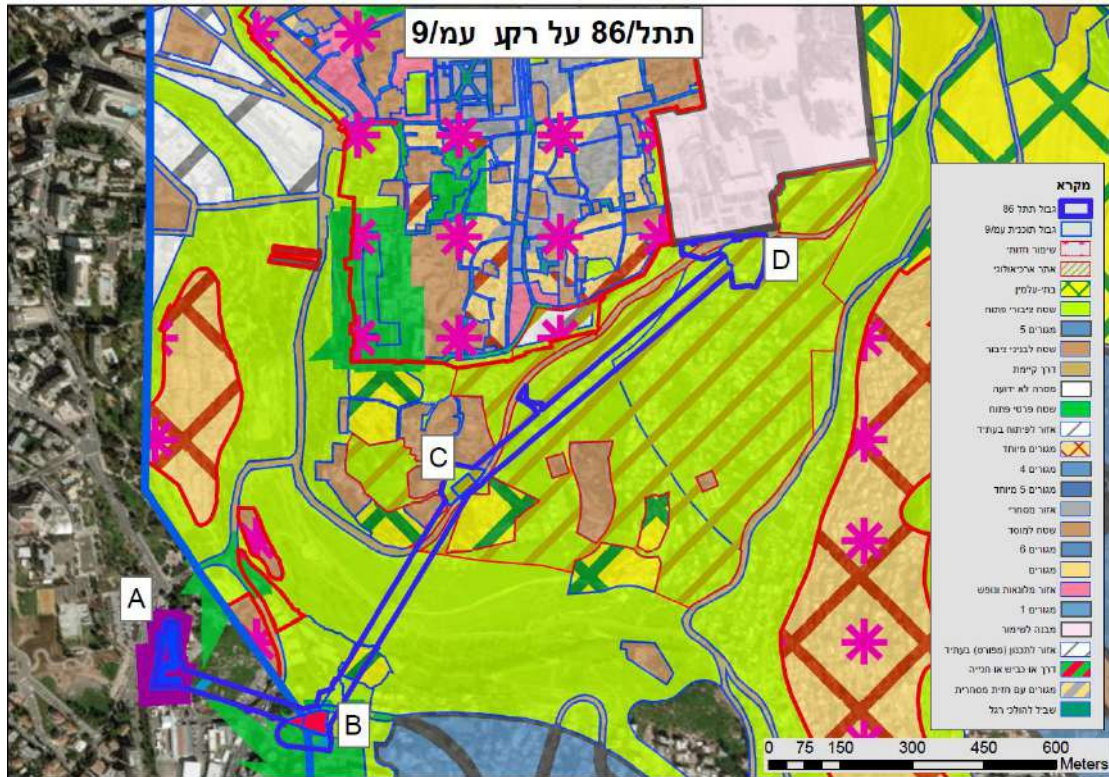 תתל/86 על רקע עמ/9
A
B
C
D
מקרא
גבול תתל 86
גבול תוכנית עמ/9
שיפור חזותי
אתר ארכיאולוגי
בתי-עלמין
שטח ציבורי פתוח
מגורים 5
שטח לבניני ציבור
דרך קיימת
מטרה לא ידועה
שטח פרטי פתוח
אזור לפיתוח בעתיד
מגורים מיוחד
מגורים 4
מגורים 5 מיוחד
אזור מסחרי
שטח למוסד
מגורים 6
מגורים
אזור מלונאות ונופש
מגורים 1
מבנה לשימור
אזור לתכנון (מפורט) בעתיד
דרך או כביש או חנייה
מגורים עם חזית מסחרית
שביל להולכי רגל
0 75 150 300 450 600
Meters